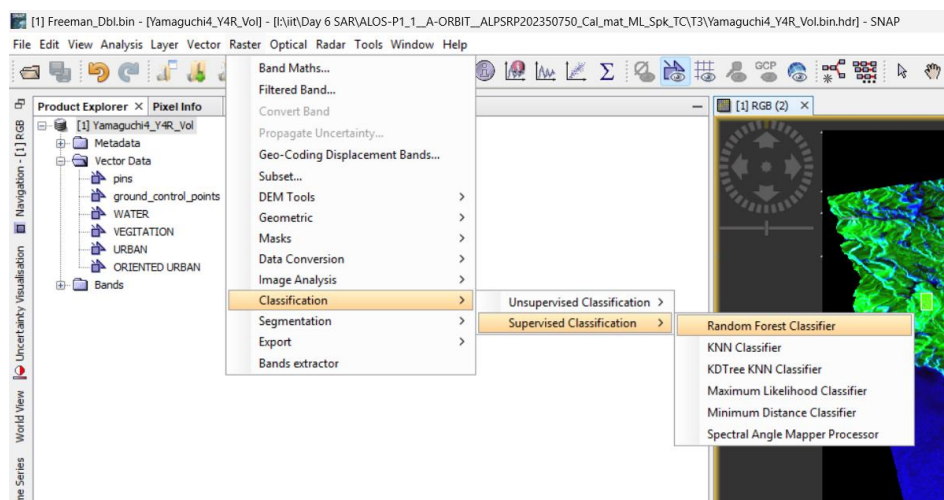 [1] Freeman_Dbl.bin - [Yamaguchi4_Y4R_Vol] - [I:\iit\Day 6 SAR\ALOS-P1_1__A-ORBIT__ALPSRP202350750_Cal_mat_ML_Spk_TC\T3\Yamaguchi4_Y4R_Vol.bin.hdr] - SNAP
File Edit View Analysis Layer Vector Raster Optical Radar Tools Window Help
GCP
Product Explorer × Pixel Info
[1] Yamaguchi4_Y4R_Vol
Metadata
Vector Data
pins
ground_control_points
WATER
VEGITATION
URBAN
ORIENTED URBAN
Bands
Navigation - [1] RGB
Uncertainty Visualisation
World View
me Series
Band Maths...
Filtered Band...
Convert Band
Propagate Uncertainty...
Geo-Coding Displacement Bands...
Subset...
DEM Tools >
Geometric >
Masks >
Data Conversion >
Image Analysis >
Classification >
Segmentation >
Export >
Bands extractor
Unsupervised Classification >
Supervised Classification >
Random Forest Classifier
KNN Classifier
KDTree KNN Classifier
Maximum Likelihood Classifier
Minimum Distance Classifier
Spectral Angle Mapper Processor
[1] RGB (2) ×